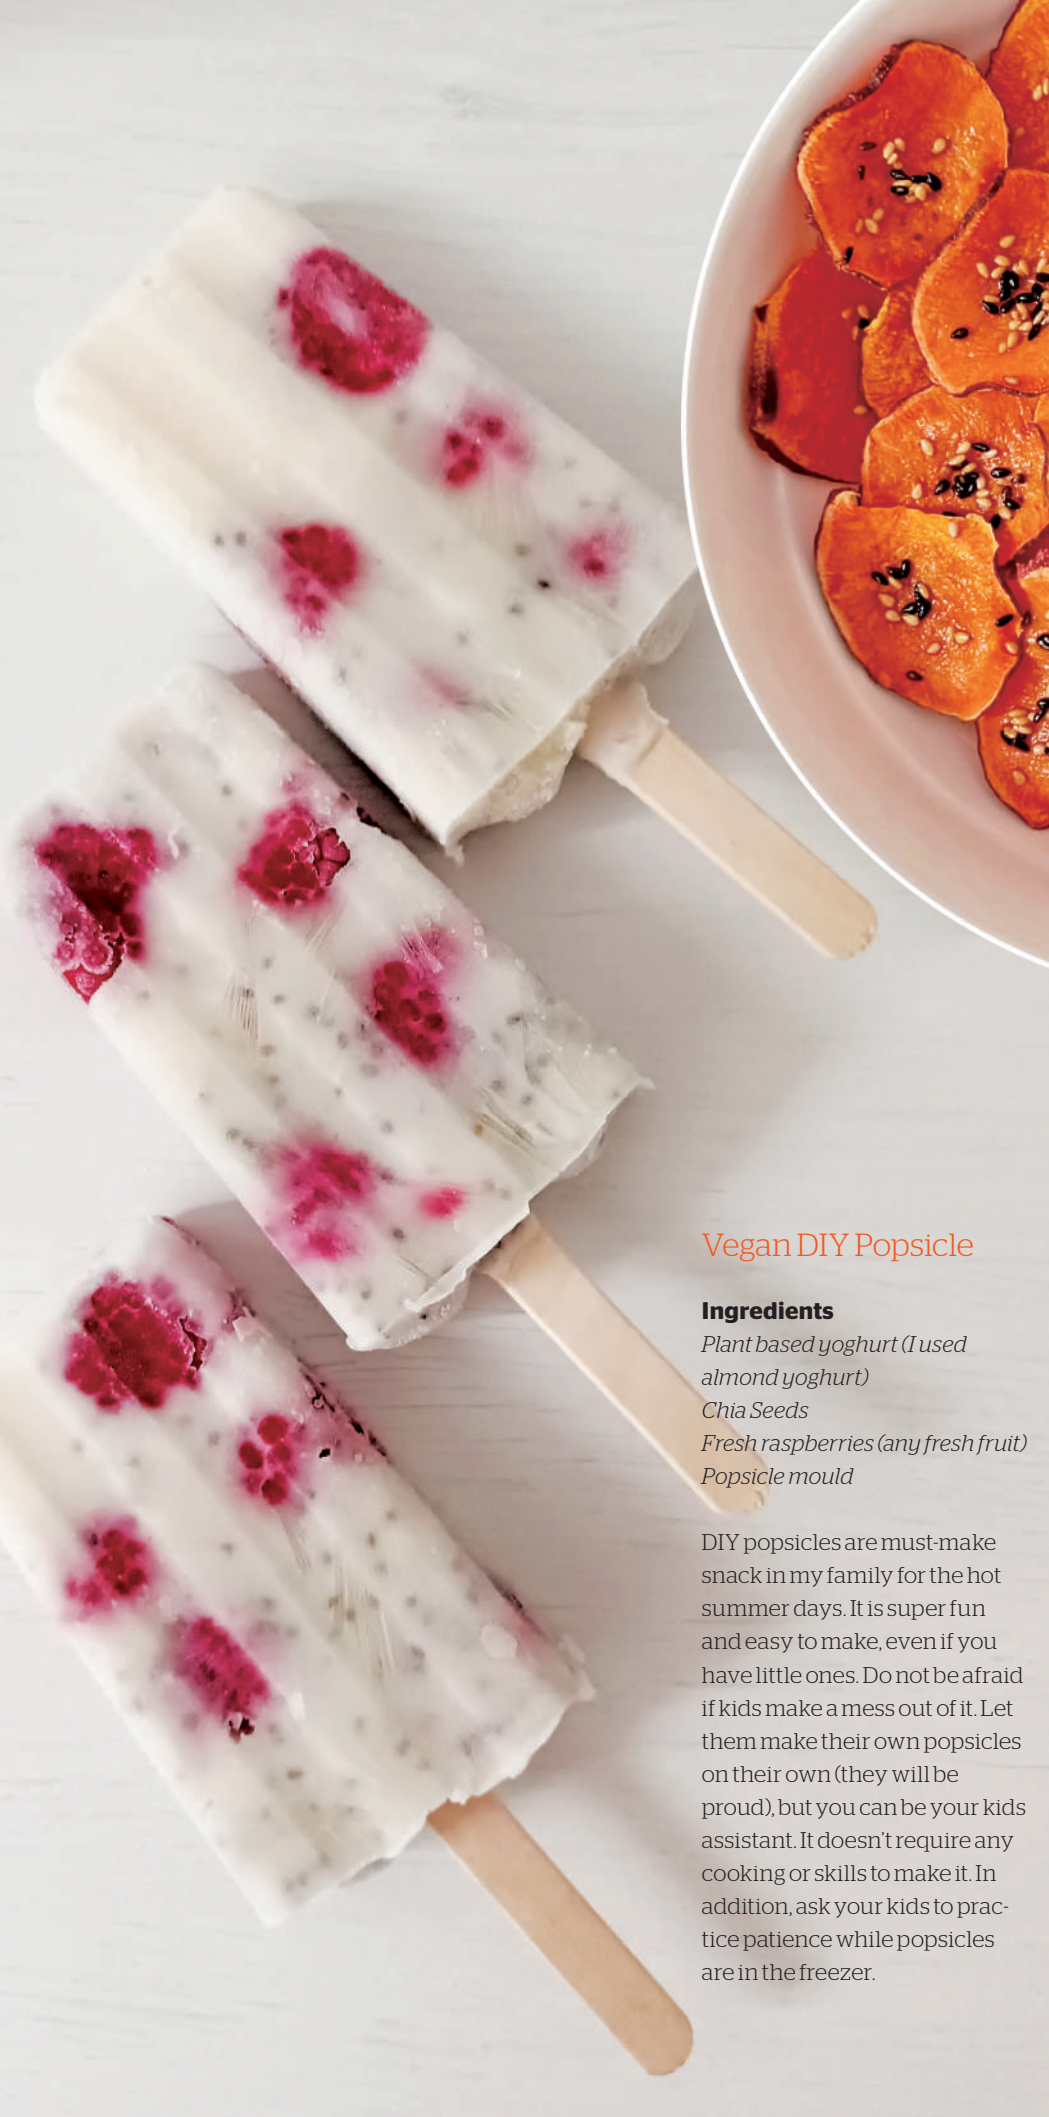 Vegan DIY Popsicle
Ingredients
Plant based yoghurt (I used
almond yoghurt)
Chia Seeds
Fresh raspberries (any fresh fruit)
Popsicle mould
DIY popsicles are must-make
snack in my family for the hot
summer days. It is super fun
and easy to make, even if you
have little ones. Do not be afraid
if kids make a mess out of it. Let
them make their own popsicles
on their own (they will be
proud), but you can be your kids
assistant. It doesn't require any
cooking or skills to make it. In
addition, ask your kids to prac-
tice patience while popsicles
are in the freezer.